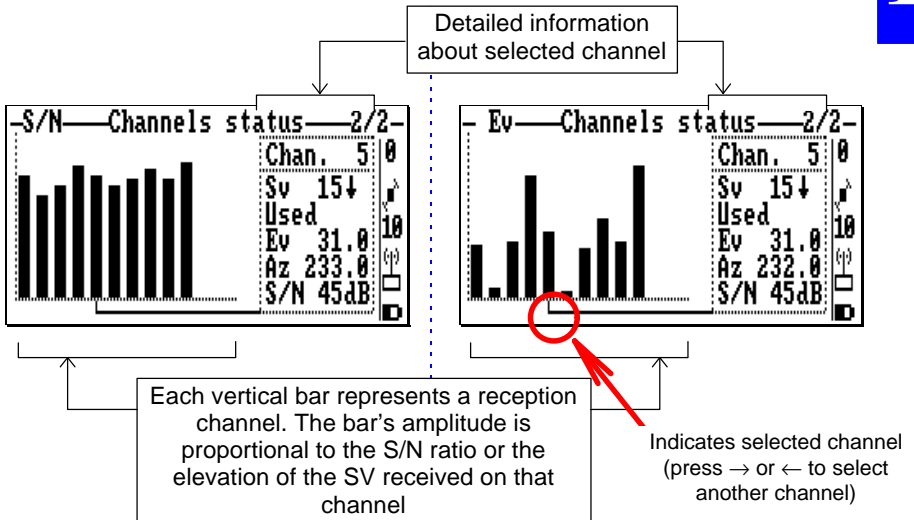 Detailed information
about selected channel
S/N Channels status 2/2
Chan. 5
Sv 15↓
Used
Ev 31.0
Az 233.0
S/N 45dB
0
10
Ev Channels status 2/2
Chan. 5
Sv 15↓
Used
Ev 31.0
Az 232.0
S/N 45dB
0
10
Each vertical bar represents a reception
channel. The bar’s amplitude is
proportional to the S/N ratio or the
elevation of the SV received on that
channel
Indicates selected channel
(press → or ← to select
another channel)